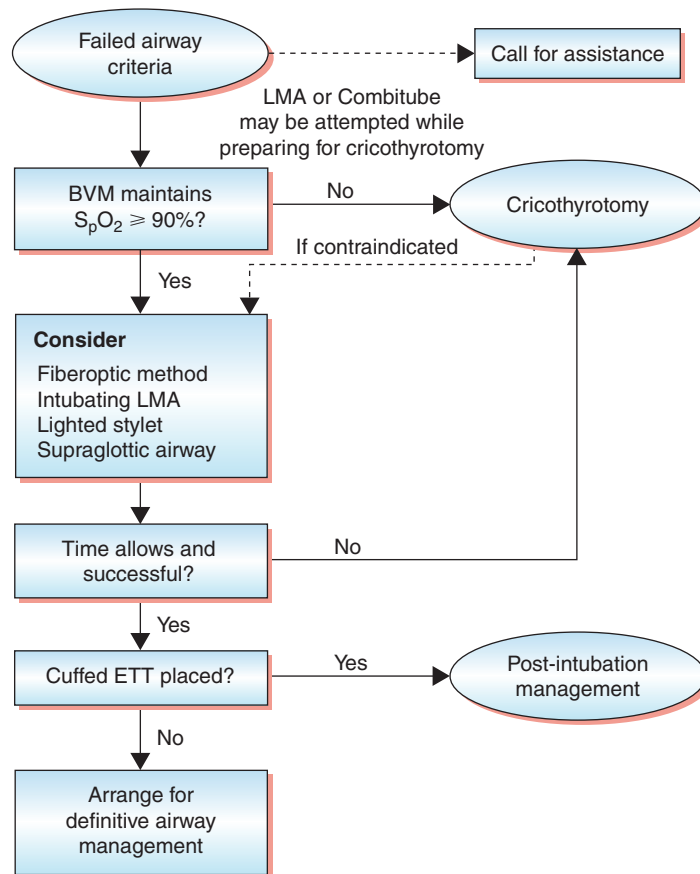 Failed airway
criteria
Call for assistance
LMA or Combitube
may be attempted while
preparing for cricothyrotomy
BVM maintains
SpO2 ⩾ 90%?
No
Cricothyrotomy
If contraindicated
Yes
Consider
Fiberoptic method
Intubating LMA
Lighted stylet
Supraglottic airway
Time allows and
successful?
No
Yes
Cuffed ETT placed?
Yes
Post-intubation
management
No
Arrange for
definitive airway
management